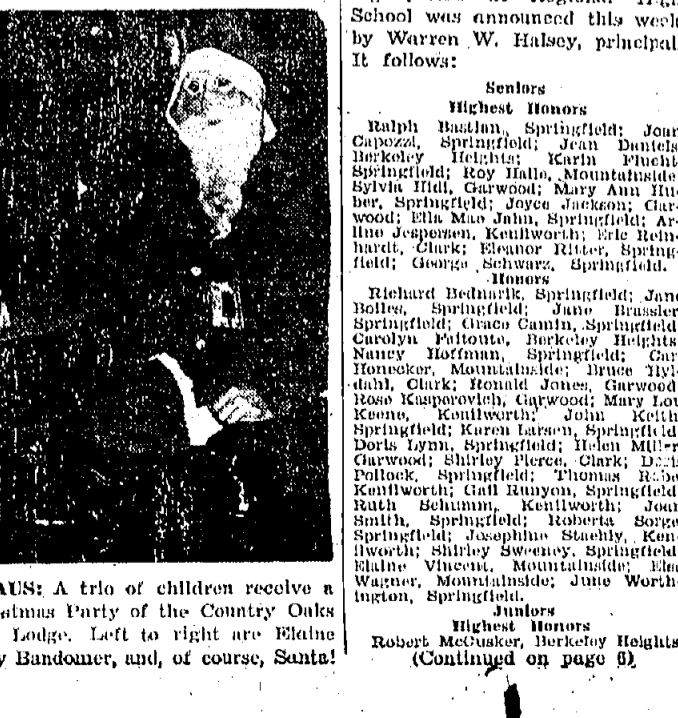 School was announced this week
by Warren W. Halsey, principal.
It follows:
Seniors
Highest Honors
Ralph Bastian, Springfield; Joan
Capozzi, Springfield; Jean Daniels
Berkeley Heights; Karin Flucht
Springfield; Roy Halle, Mountainside
Sylvia Hidi, Garwood; Mary Ann Hu-
ber, Springfield; Joyce Jackson; Gar-
wood; Ella Mae Jahn, Springfield; Ar-
line Jespersen, Kenilworth; Eric Rein-
hardt, Clark; Eleanor Ritter, Spring-
field; George Schwarz, Springfield.
Honors
Richard Bednarik, Springfield; Jane
Bolles, Springfield; Jane Brassler
Springfield; Grace Camin, Springfield
Carolyn Faitoute, Berkeley Heights
Nancy Hoffman, Springfield; Carl
Honecker, Mountainside; Bruce Hyl-
dahl, Clark; Ronald Jones, Garwood
Rose Kasperovich, Garwood; Mary Lou
Keene, Kenilworth; John Keith
Springfield; Karen Larsen, Springfield
Doris Lynn, Springfield; Helen Miller
Garwood; Shirley Pierce, Clark; Doris
Pollock, Springfield; Thomas
Kenilworth; Gail Runyon, Springfield
Ruth Schumm, Kenilworth; Joan
Smith, Springfield; Roberta Sorge
Springfield; Josephine Staehly, Ken-
ilworth; Shirley Sweeney, Springfield
Elaine Vincent, Mountainside;
Wagner, Mountainside; June Worth-
ington, Springfield.
Juniors
Highest Honors
Robert McCusker, Berkeley Heights
(Continued on page 6)
AUS: A trio of children receive a
stmas Party of the Country Oaks
Lodge. Left to right are Elaine
y Bandomer, and, of course, Santa!